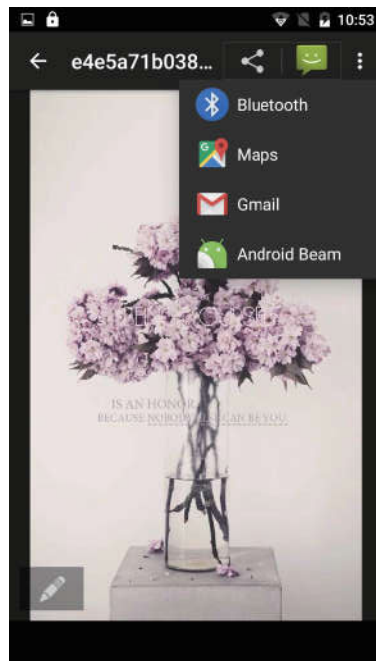 10:53
e4e5a71b038...
Bluetooth
Maps
Gmail
Android Beam
IS AN HONOR
BECAUSE NOBODY CAN BE YOU